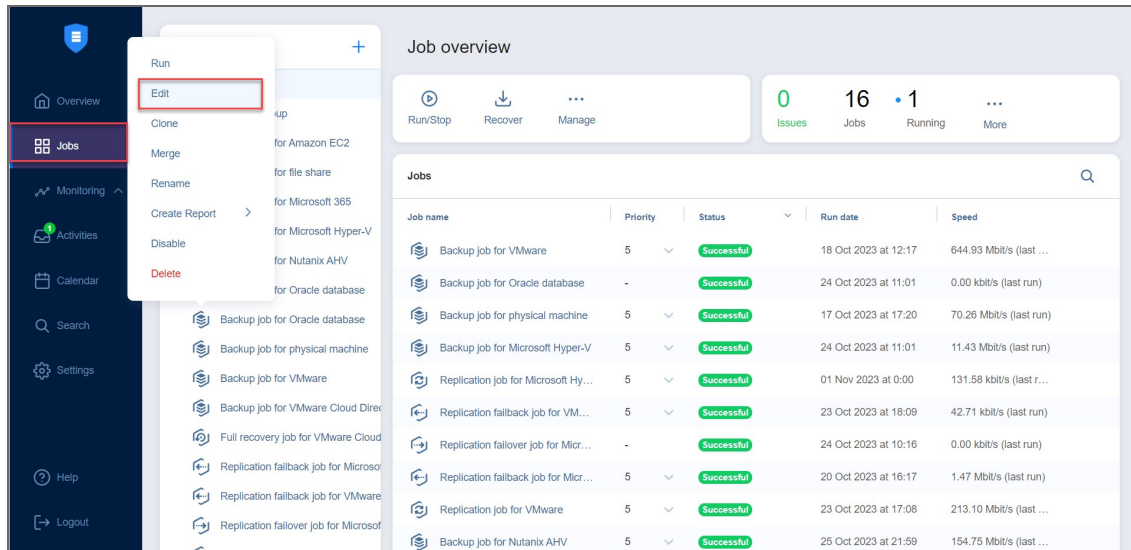 Overview
Jobs
Monitoring
1
Activities
Calendar
Search
Settings
Help
Logout
Run
Edit
Clone
Merge
Rename
Create Report
Disable
Delete
+
up
for Amazon EC2
for file share
for Microsoft 365
for Microsoft Hyper-V
for Nutanix AHV
for Oracle database
Backup job for Oracle database
Backup job for physical machine
Backup job for VMware
Backup job for VMware Cloud Direc
Full recovery job for VMware Cloud
Replication failback job for Microsof
Replication failback job for VMware
Replication failover job for Microsof
Job overview
Run/Stop
Recover
Manage
0 Issues
16 Jobs
1 Running
More
Jobs
Job name Priority Status Run date Speed
Backup job for VMware 5 Successful 18 Oct 2023 at 12:17 644.93 Mbit/s (last ...
Backup job for Oracle database - Successful 24 Oct 2023 at 11:01 0.00 kbit/s (last run)
Backup job for physical machine 5 Successful 17 Oct 2023 at 17:20 70.26 Mbit/s (last run)
Backup job for Microsoft Hyper-V 5 Successful 24 Oct 2023 at 11:01 11.43 Mbit/s (last run)
Replication job for Microsoft Hy... 5 Successful 01 Nov 2023 at 0:00 131.58 kbit/s (last r...
Replication failback job for VM... 5 Successful 23 Oct 2023 at 18:09 42.71 kbit/s (last run)
Replication failover job for Micr... - Successful 24 Oct 2023 at 10:16 0.00 kbit/s (last run)
Replication failback job for Micr... 5 Successful 20 Oct 2023 at 16:17 1.47 Mbit/s (last run)
Replication job for VMware 5 Successful 23 Oct 2023 at 17:08 213.10 Mbit/s (last ...
Backup job for Nutanix AHV 5 Successful 25 Oct 2023 at 21:59 154.75 Mbit/s (last ...